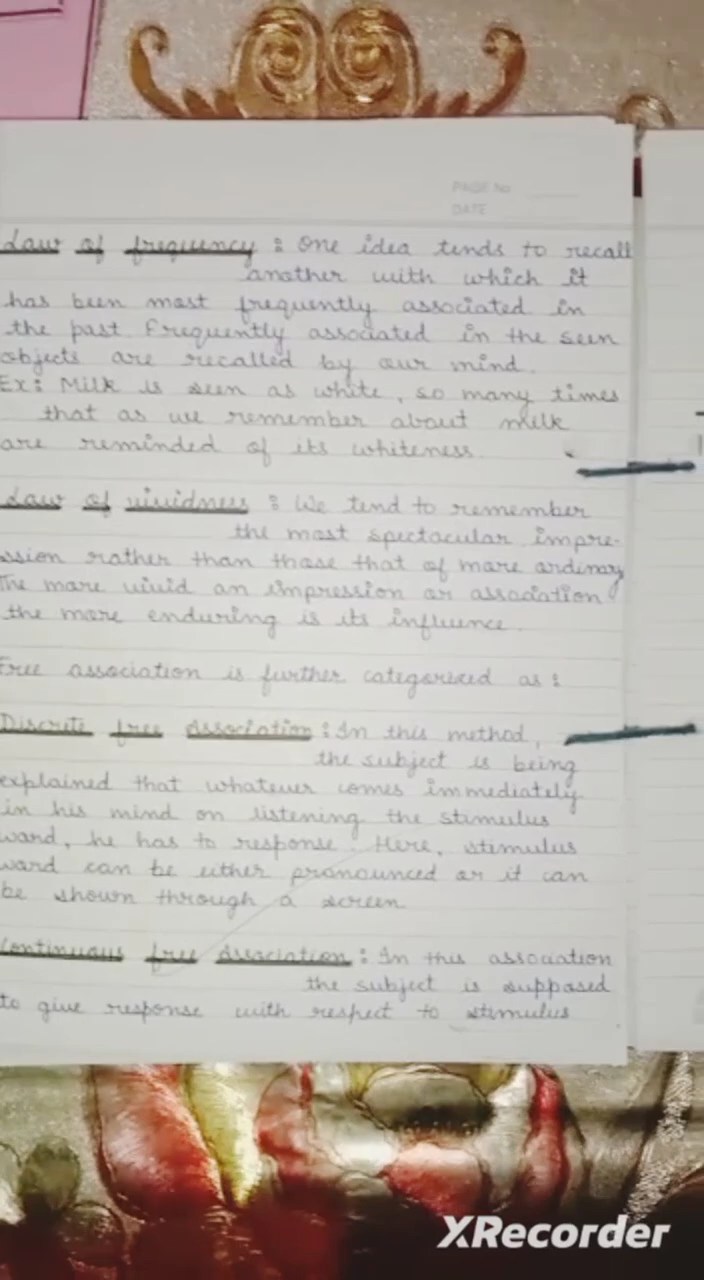 PAGE No
DATE
Law of frequency : One idea tends to recall
another with which it
has been most frequently associated in
the past. Frequently associated in the seen
objects are recalled by our mind.
Ex: Milk is seen as white, so many times
that as we remember about milk
are reminded of its whiteness.
Law of vividness : We tend to remember
the most spectacular impre-
ssion rather than those that of more ordinary
The more vivid an impression or association
the more enduring is its influence.
Free association is further categorized as :
Discrete free Association : In this method,
the subject is being
explained that whatever comes immediately
in his mind on listening the stimulus
word, he has to response. Here, stimulus
word can be either pronounced or it can
be shown through a screen
Continuous free Association : In this association
the subject is supposed
to give response with respect to stimulus
XRecorder